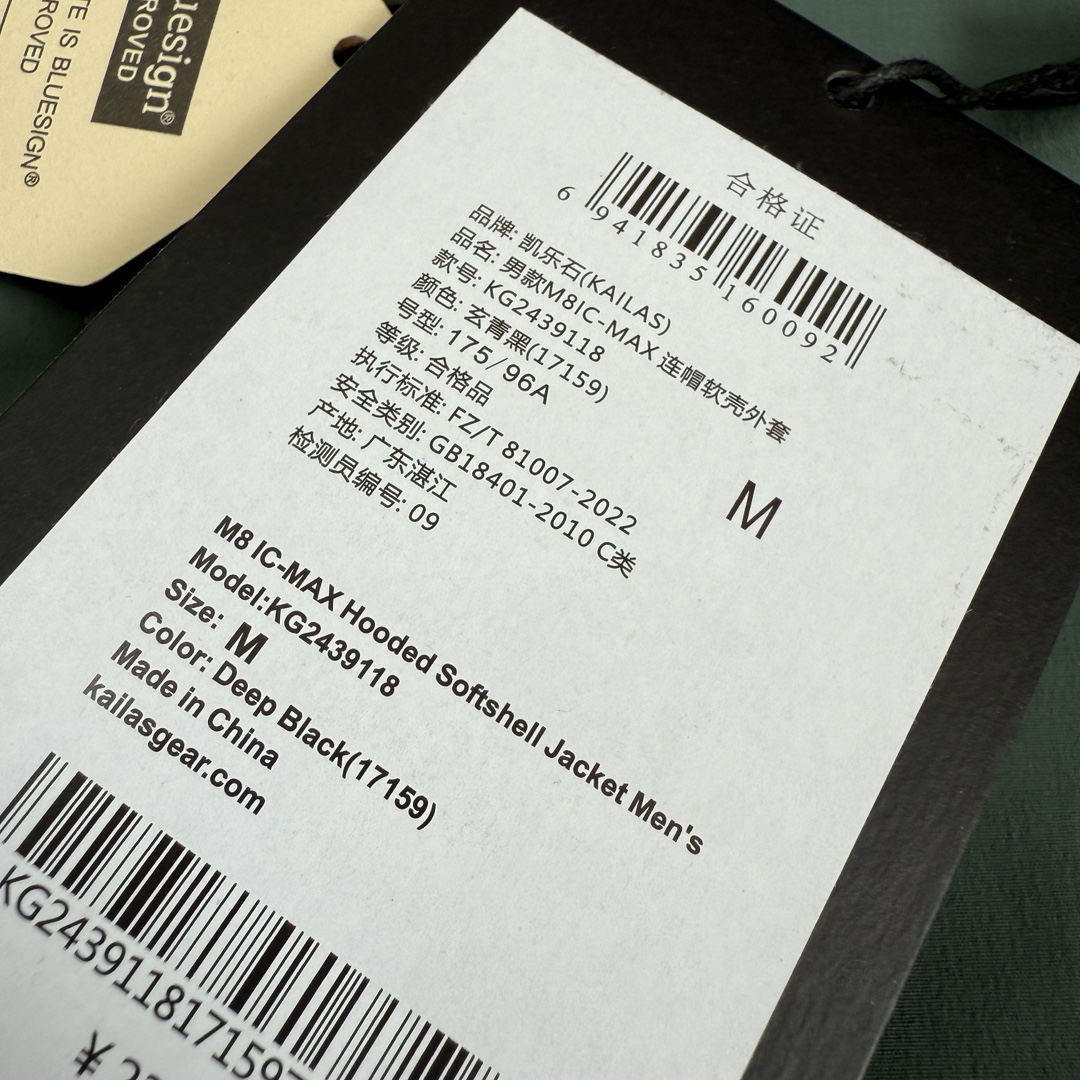 uesign®
ROVED
TE IS BLUESIGN®
ROVED
合格证
6 941835 160092
品牌: 凯乐石(KAILAS)
品名: 男款M8IC-MAX 连帽软壳外套
款号: KG2439118
颜色: 玄青黑(17159)
号型: 175/ 96A
等级: 合格品
执行标准: FZ/T 81007-2022
安全类别: GB18401-2010 C类
产地: 广东湛江
检测员编号: 09
M
M8 IC-MAX Hooded Softshell Jacket Men's
Model:KG2439118
Size: M
Color: Deep Black(17159)
Made in China
kailasgear.com
KG243911817159
¥